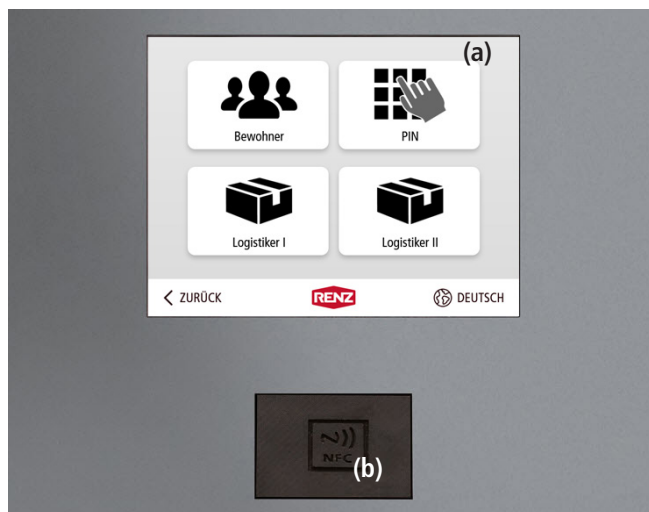 (a)
Bewohner PIN
Logistiker I Logistiker II
ZURÜCK RENZ DEUTSCH
NFC
(b)